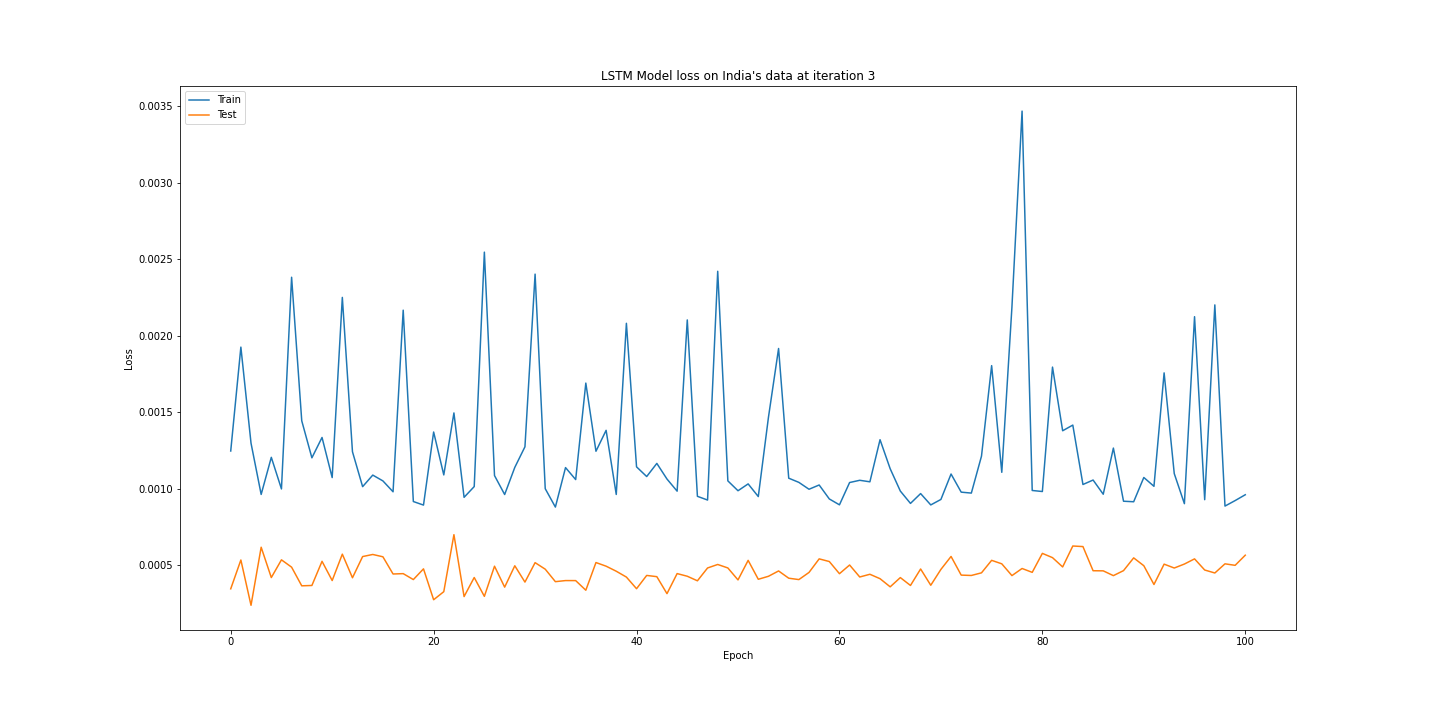 LSTM Model loss on India's data at iteration 3
Train
Test
0.0035
0.0030
0.0025
0.0020
0.0015
0.0010
0.0005
Loss
0 20 40 60 80 100
Epoch